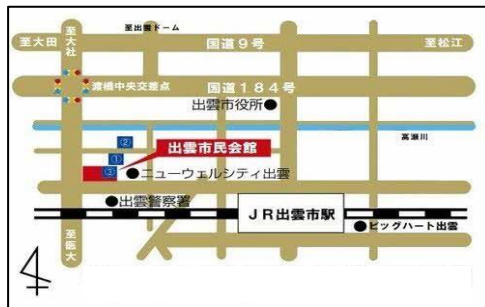 至出雲ドーム
至大田
至大社
国道9号
至松江
渡橋中央交差点
国道184号
出雲市役所
高瀬川
②
出雲市民会館
①
③
ニューウェルシティ出雲
出雲警察署
JR出雲市駅
ビッグハート出雲
至医大